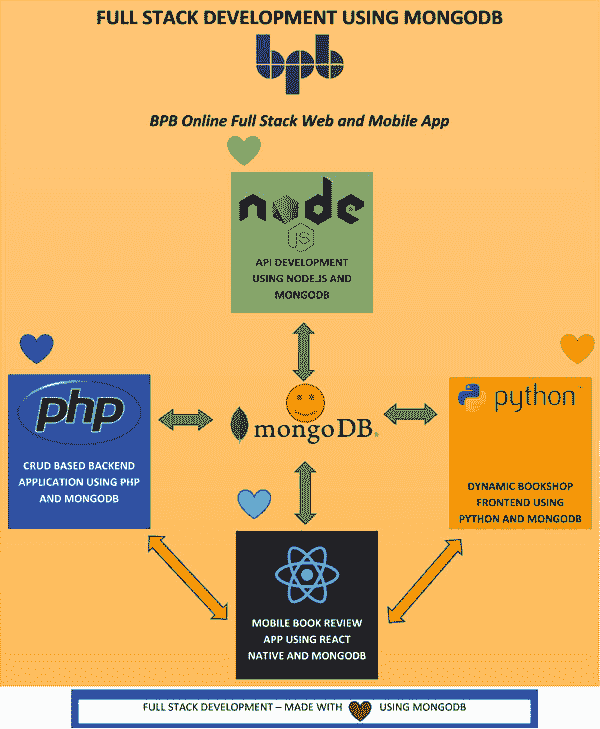 FULL STACK DEVELOPMENT USING MONGODB
bpb
BPB Online Full Stack Web and Mobile App
node
JS
API DEVELOPMENT
USING NODE.JS AND
MONGODB
php
CRUD BASED BACKEND
APPLICATION USING PHP
AND MONGODB
mongoDB.
python
DYNAMIC BOOKSHOP
FRONTEND USING
PYTHON AND MONGODB
MOBILE BOOK REVIEW
APP USING REACT
NATIVE AND MONGODB
FULL STACK DEVELOPMENT – MADE WITH USING MONGODB